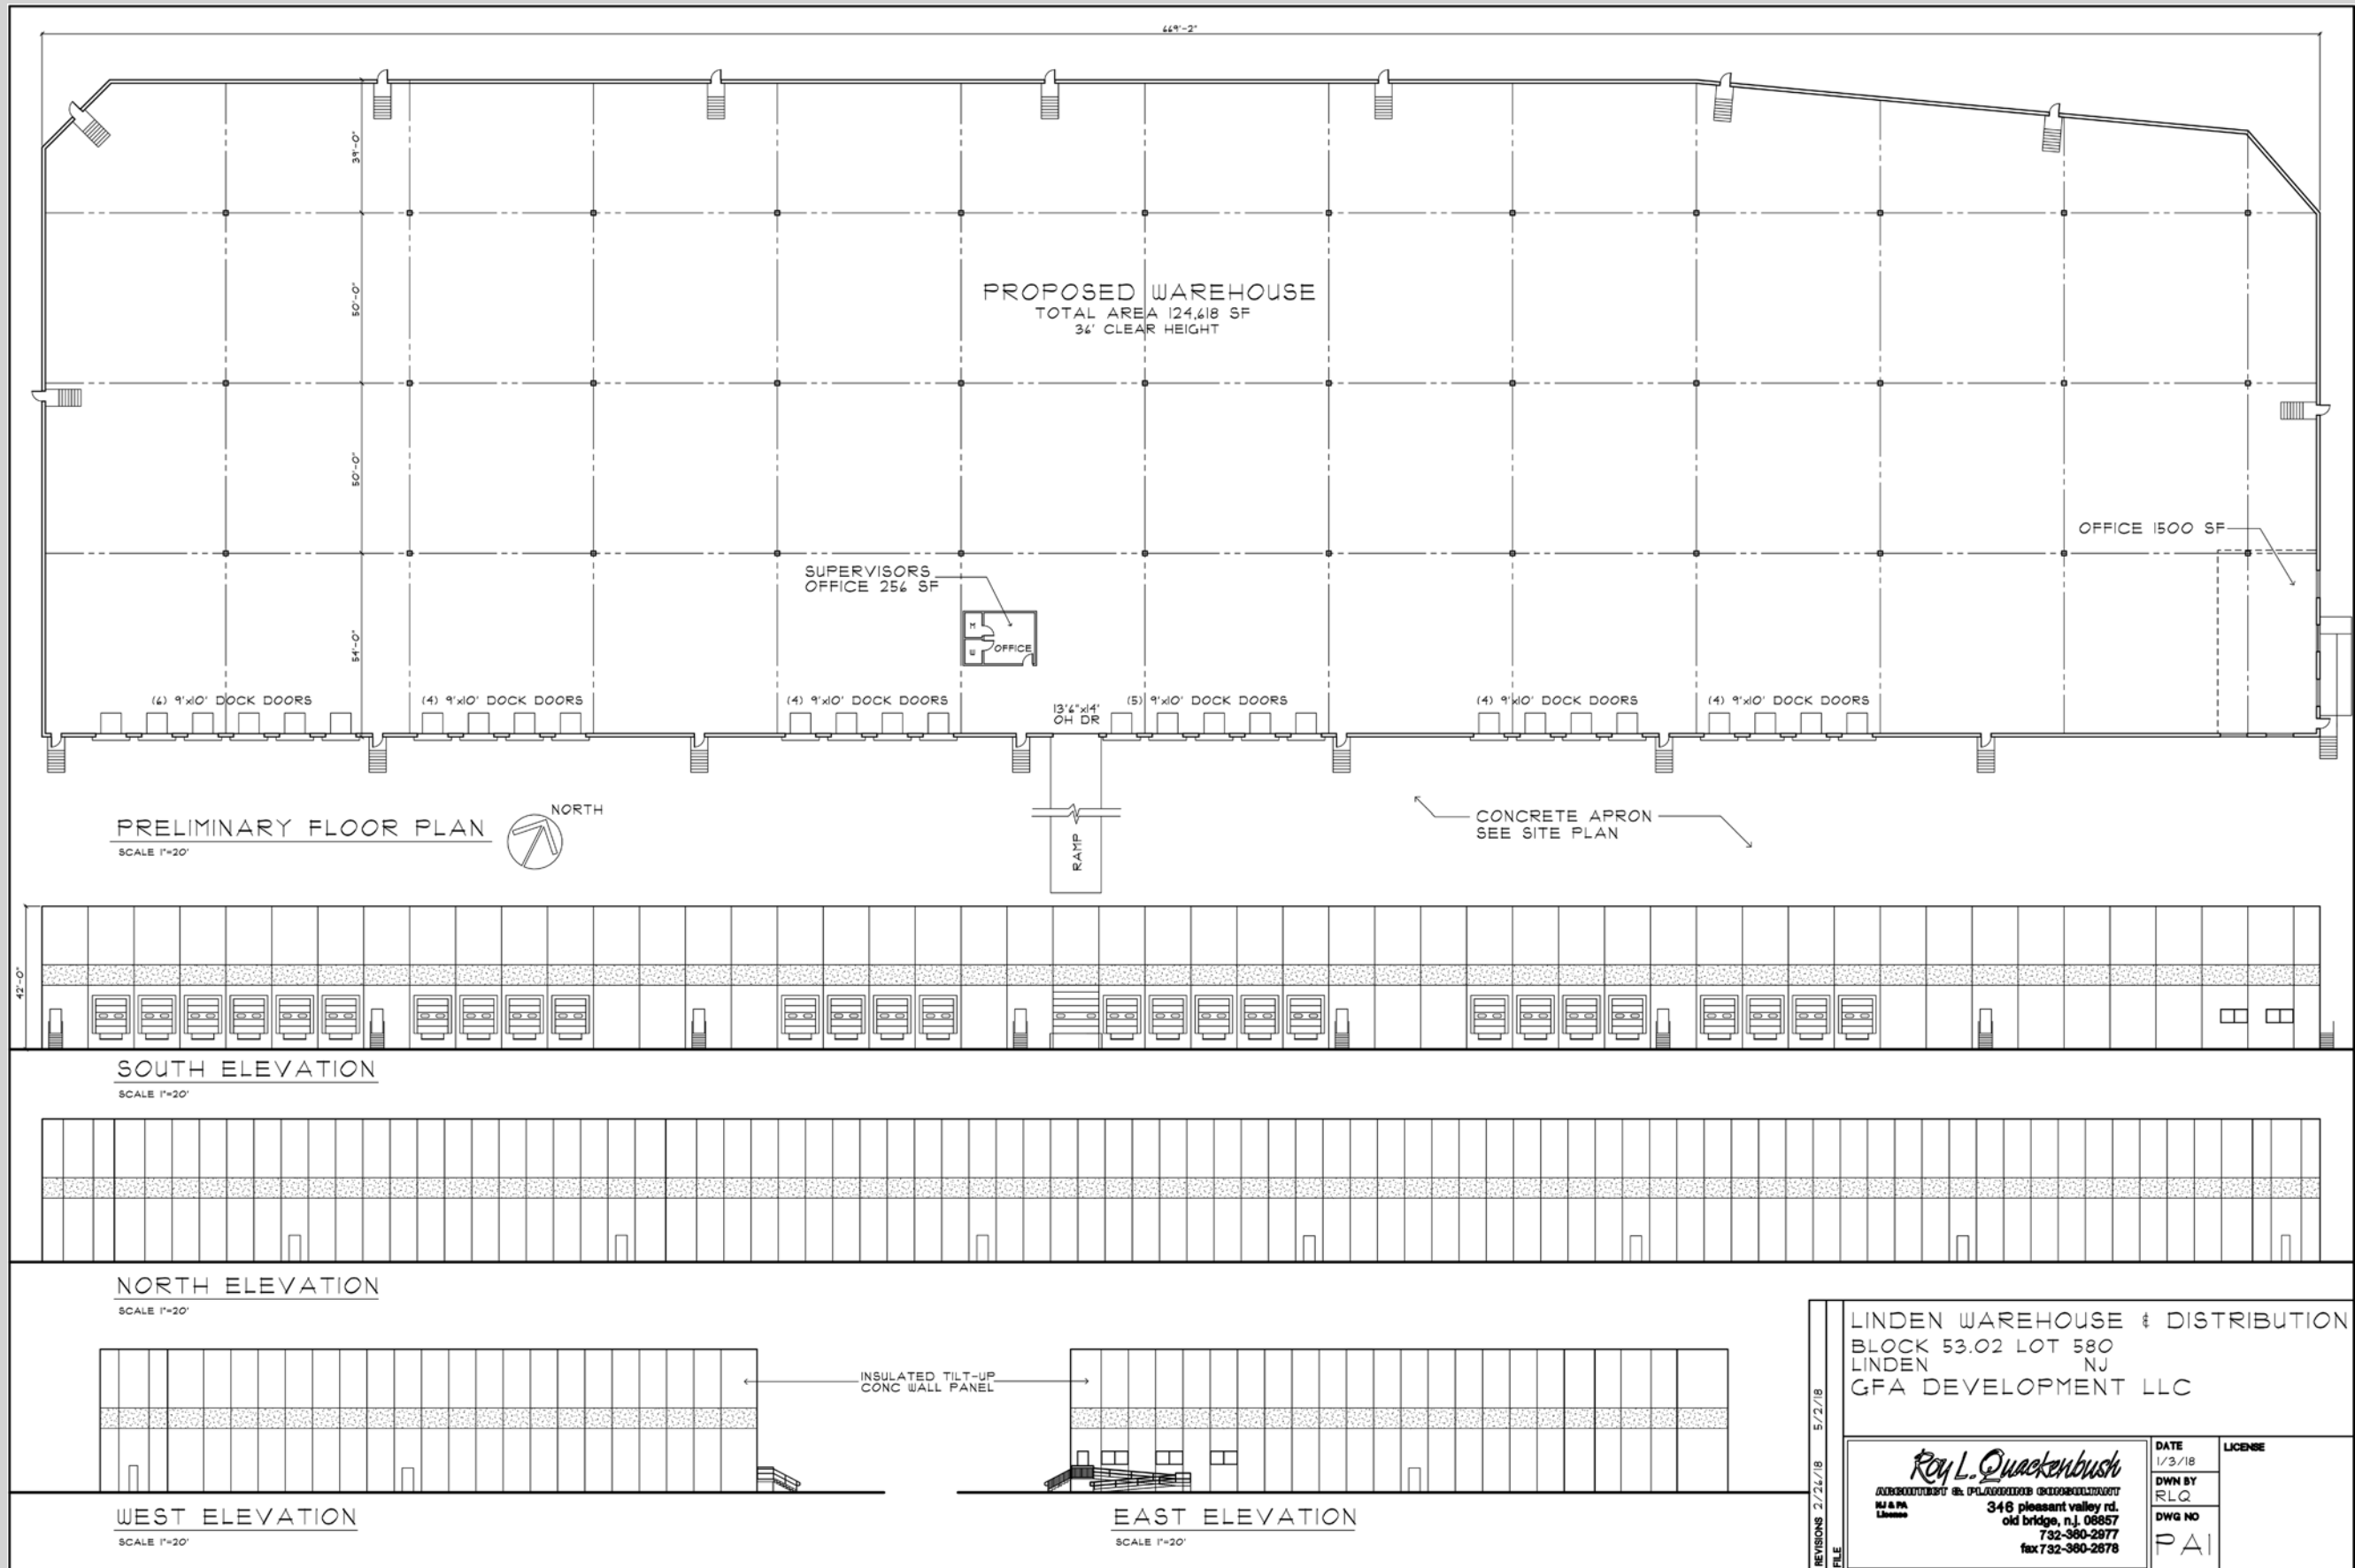 669'-2"
39'-0"
50'-0"
50'-0"
54'-0"
PROPOSED WAREHOUSE
TOTAL AREA 124,618 SF
36' CLEAR HEIGHT
OFFICE 1500 SF
SUPERVISORS
OFFICE 256 SF
M
W
OFFICE
(6) 9'x10' DOCK DOORS
(4) 9'x10' DOCK DOORS
(4) 9'x10' DOCK DOORS
13'6"x14'
OH DR
(5) 9'x10' DOCK DOORS
(4) 9'x10' DOCK DOORS
(4) 9'x10' DOCK DOORS
PRELIMINARY FLOOR PLAN
SCALE 1"=20'
NORTH
RAMP
CONCRETE APRON
SEE SITE PLAN
42'-0"
SOUTH ELEVATION
SCALE 1"=20'
NORTH ELEVATION
SCALE 1"=20'
INSULATED TILT-UP
CONC WALL PANEL
WEST ELEVATION
SCALE 1"=20'
EAST ELEVATION
SCALE 1"=20'
REVISIONS 2/26/18 5/2/18
FILE
LINDEN WAREHOUSE & DISTRIBUTION
BLOCK 53.02 LOT 580
LINDEN NJ
GFA DEVELOPMENT LLC
Roy L. Quackenbush
ARCHITECT & PLANNING CONSULTANT
NJ & PA
License
346 pleasant valley rd.
old bridge, n.j. 08857
732-360-2977
fax 732-360-2678
DATE
1/3/18
DWN BY
RLQ
DWG NO
PA1
LICENSE